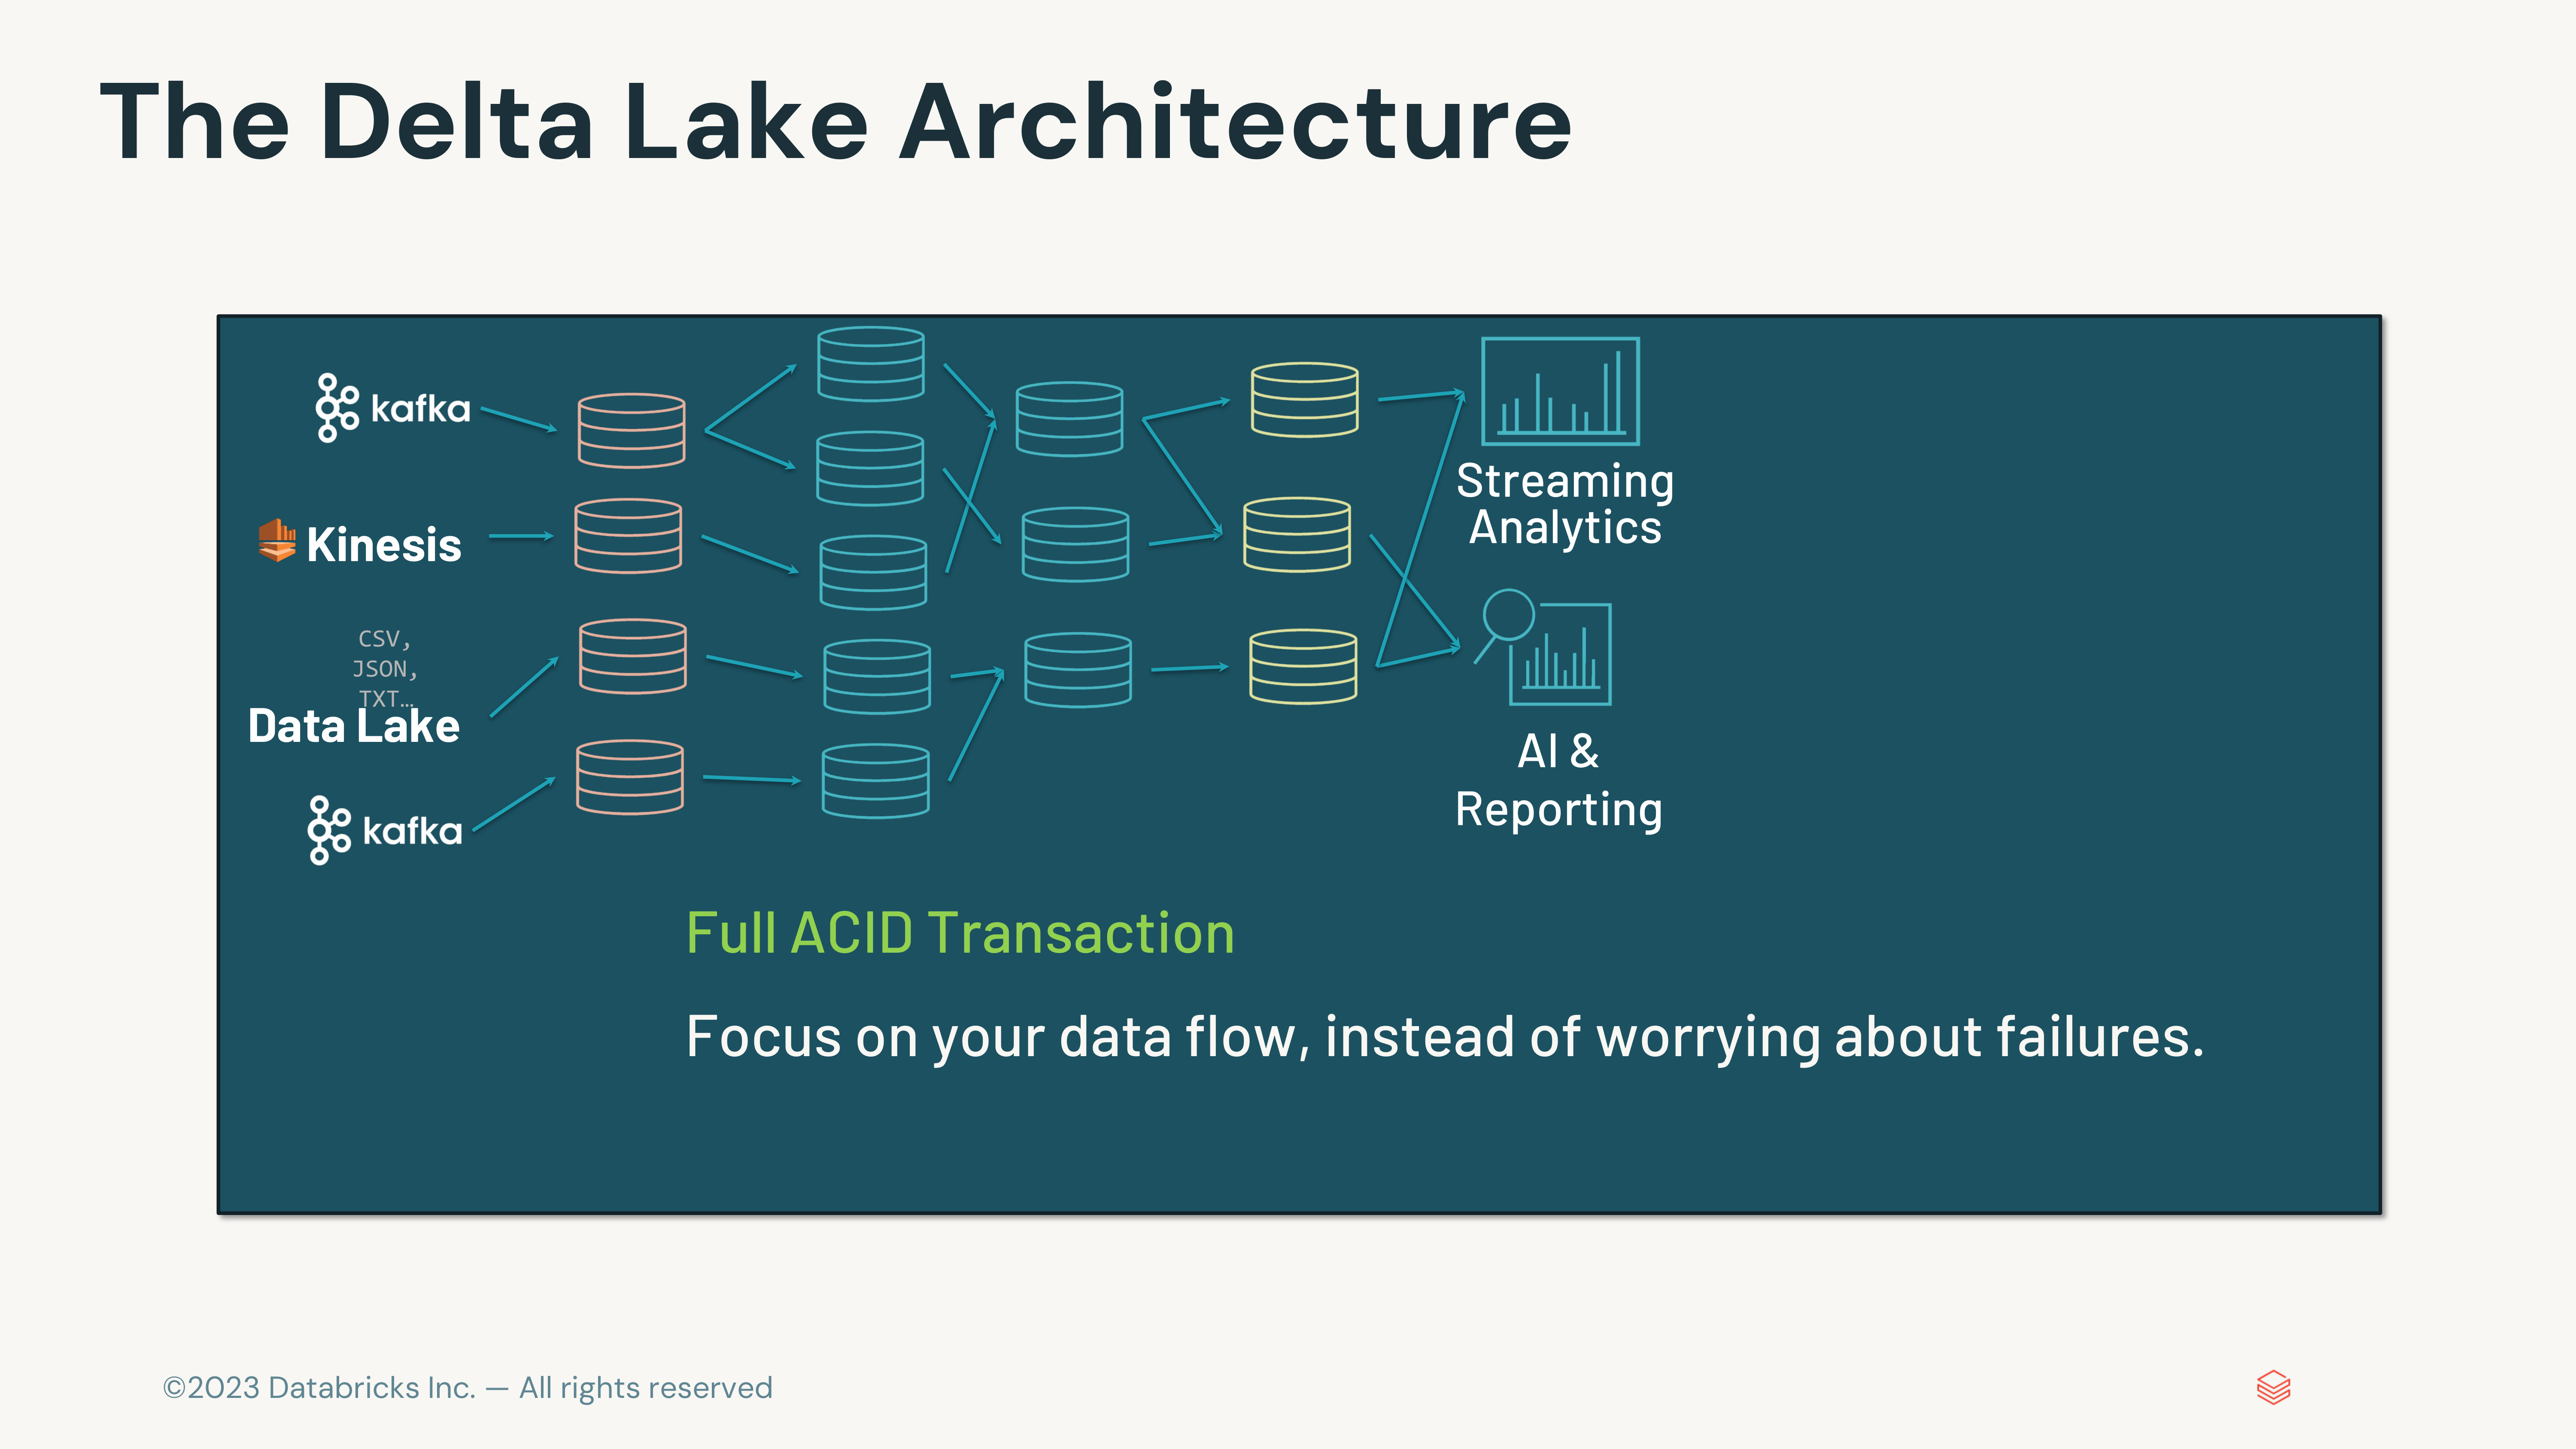 The Delta Lake Architecture
kafka
Kinesis
CSV,
JSON,
TXT…
Data Lake
kafka
Streaming
Analytics
AI &
Reporting
Full ACID Transaction
Focus on your data flow, instead of worrying about failures.
©2023 Databricks Inc. — All rights reserved